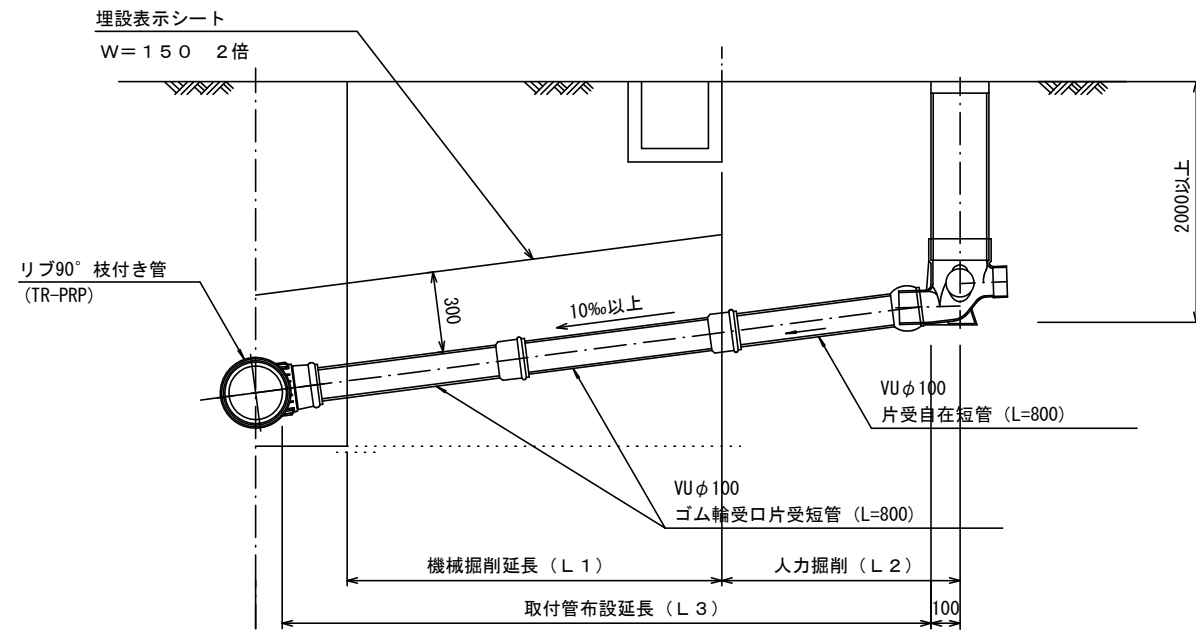 埋設表示シート
W=150 2倍
2000以上
リブ90°枝付き管
(TR-PRP)
300
10‰以上
VUφ100
片受自在短管 (L=800)
VUφ100
ゴム輪受口片受短管 (L=800)
機械掘削延長(L1)
人力掘削(L2)
取付管布設延長(L3)
100